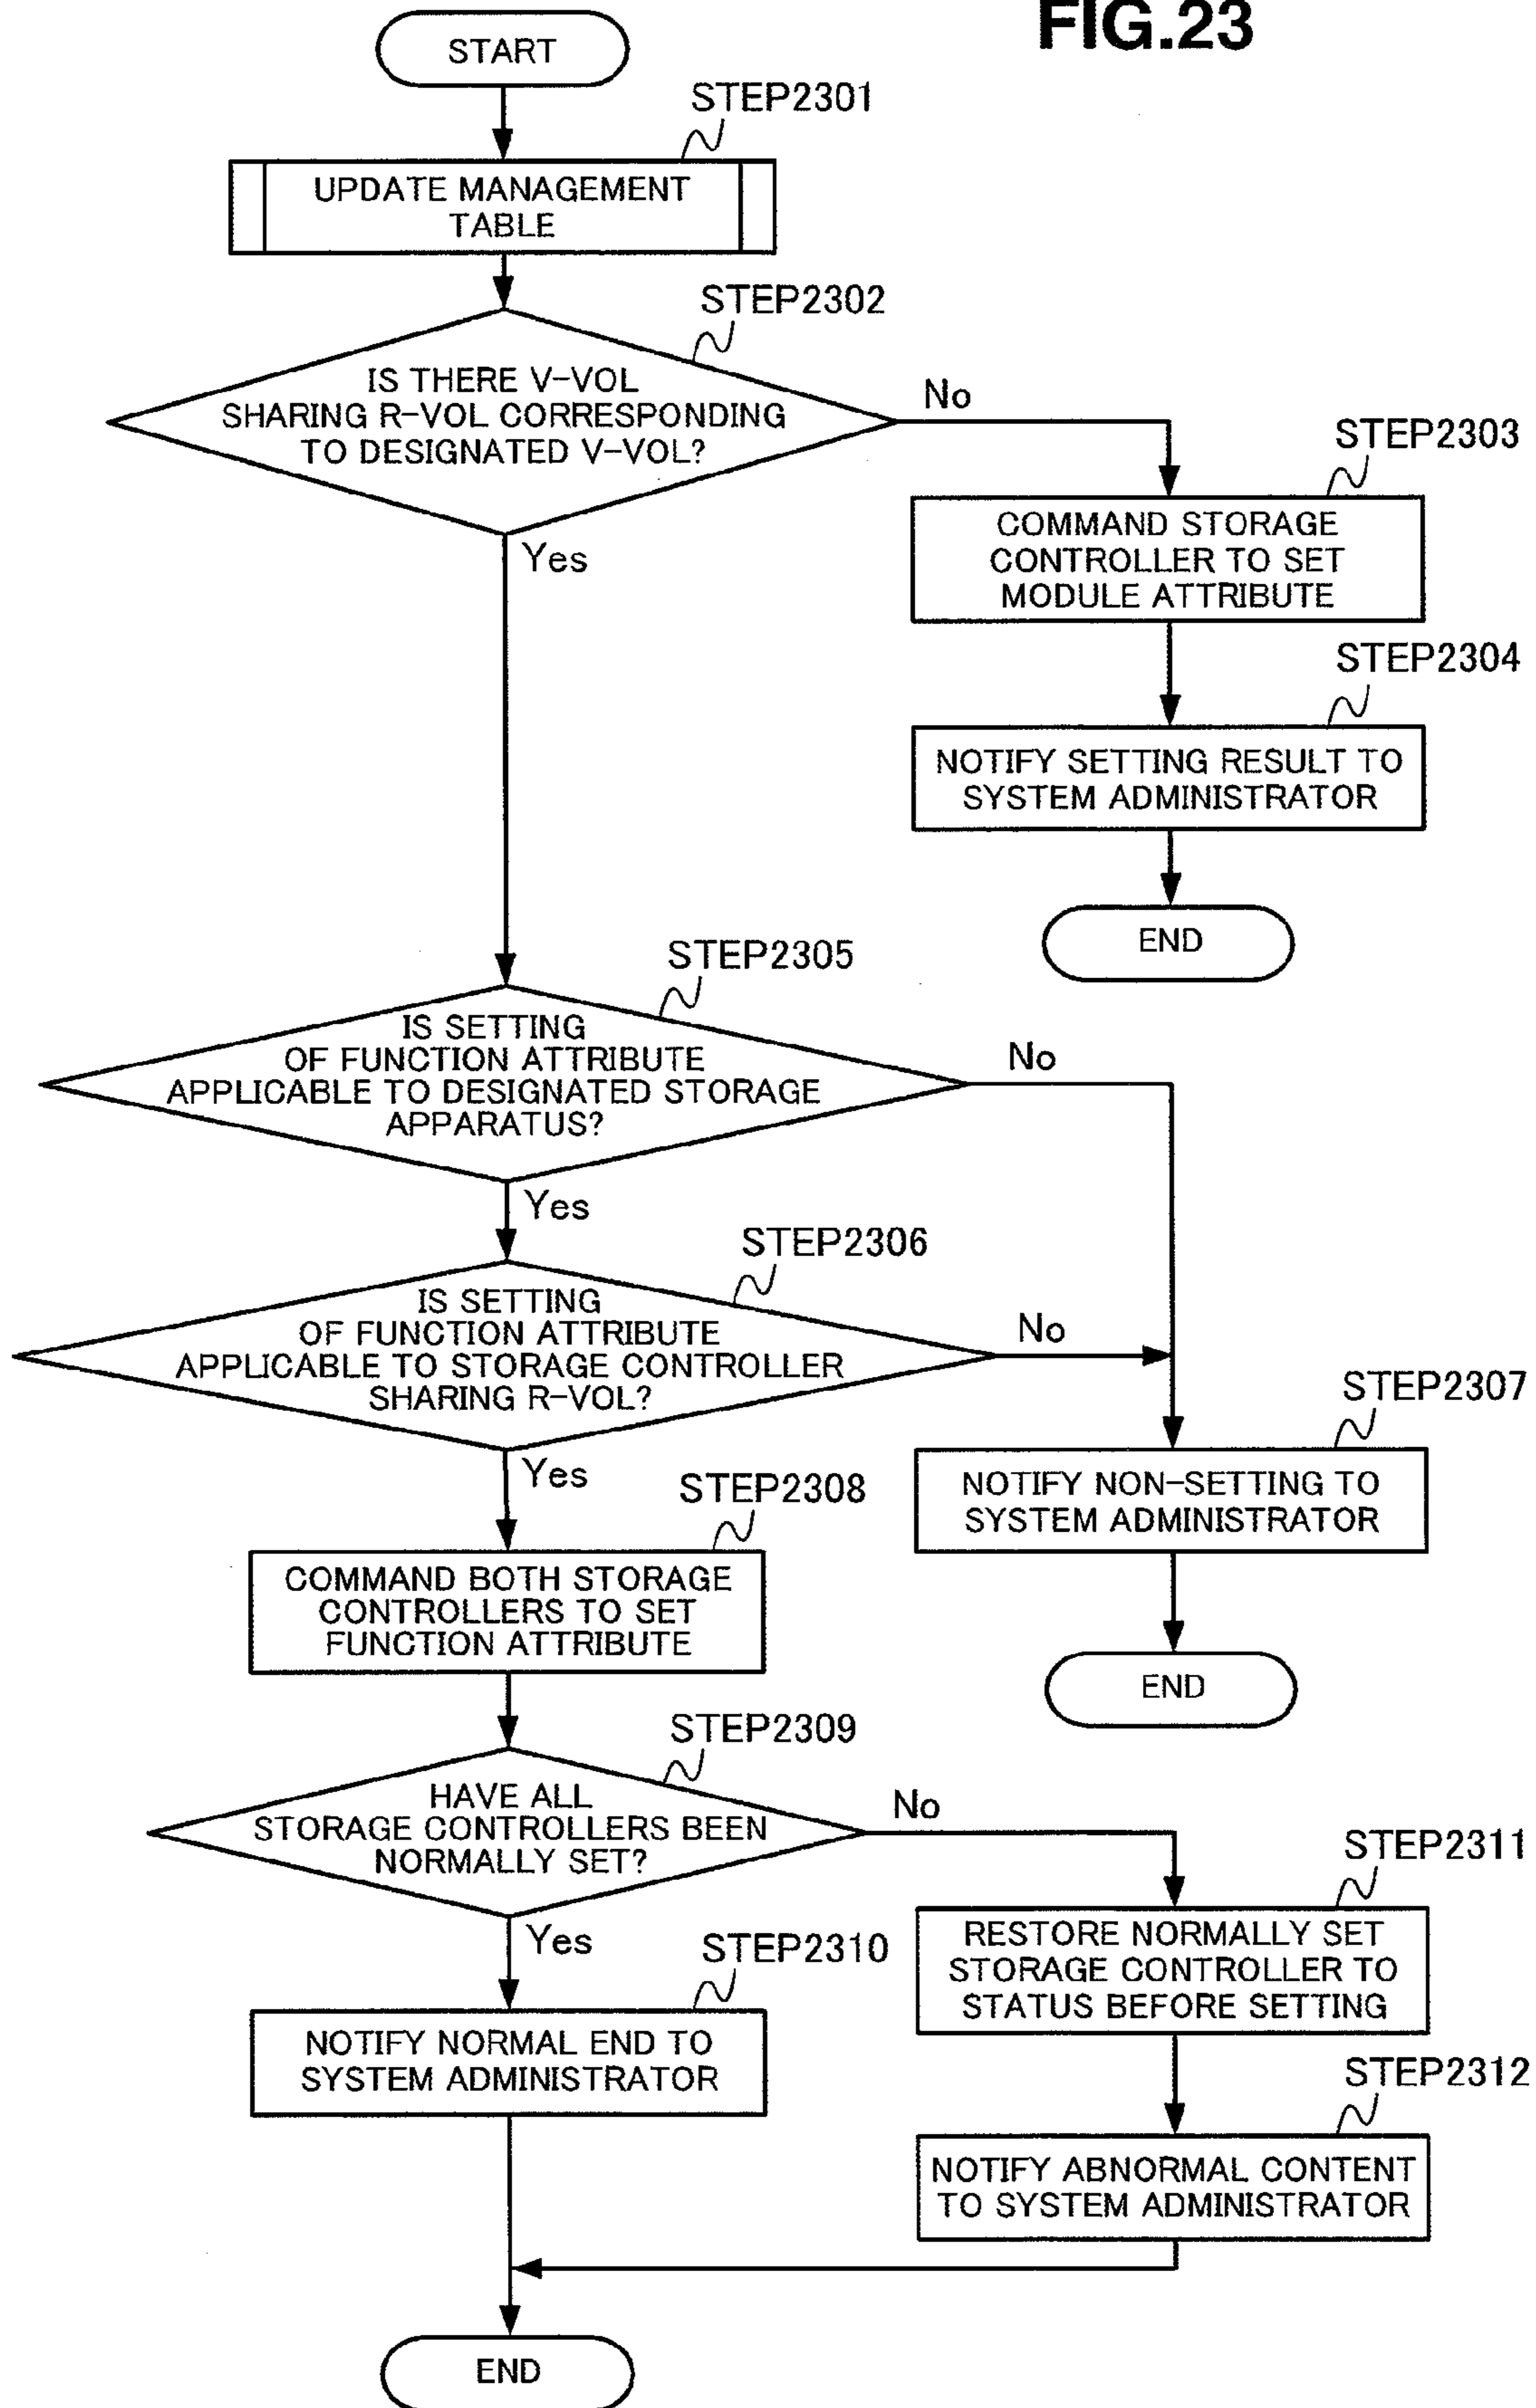 FIG.23
START
STEP2301
UPDATE MANAGEMENT
TABLE
STEP2302
IS THERE V-VOL
SHARING R-VOL CORRESPONDING
TO DESIGNATED V-VOL?
No
Yes
STEP2303
COMMAND STORAGE
CONTROLLER TO SET
MODULE ATTRIBUTE
STEP2304
NOTIFY SETTING RESULT TO
SYSTEM ADMINISTRATOR
END
STEP2305
IS SETTING
OF FUNCTION ATTRIBUTE
APPLICABLE TO DESIGNATED STORAGE
APPARATUS?
No
Yes
STEP2306
IS SETTING
OF FUNCTION ATTRIBUTE
APPLICABLE TO STORAGE CONTROLLER
SHARING R-VOL?
No
Yes
STEP2307
NOTIFY NON-SETTING TO
SYSTEM ADMINISTRATOR
END
STEP2308
COMMAND BOTH STORAGE
CONTROLLERS TO SET
FUNCTION ATTRIBUTE
STEP2309
HAVE ALL
STORAGE CONTROLLERS BEEN
NORMALLY SET?
No
Yes
STEP2310
NOTIFY NORMAL END TO
SYSTEM ADMINISTRATOR
STEP2311
RESTORE NORMALLY SET
STORAGE CONTROLLER TO
STATUS BEFORE SETTING
STEP2312
NOTIFY ABNORMAL CONTENT
TO SYSTEM ADMINISTRATOR
END